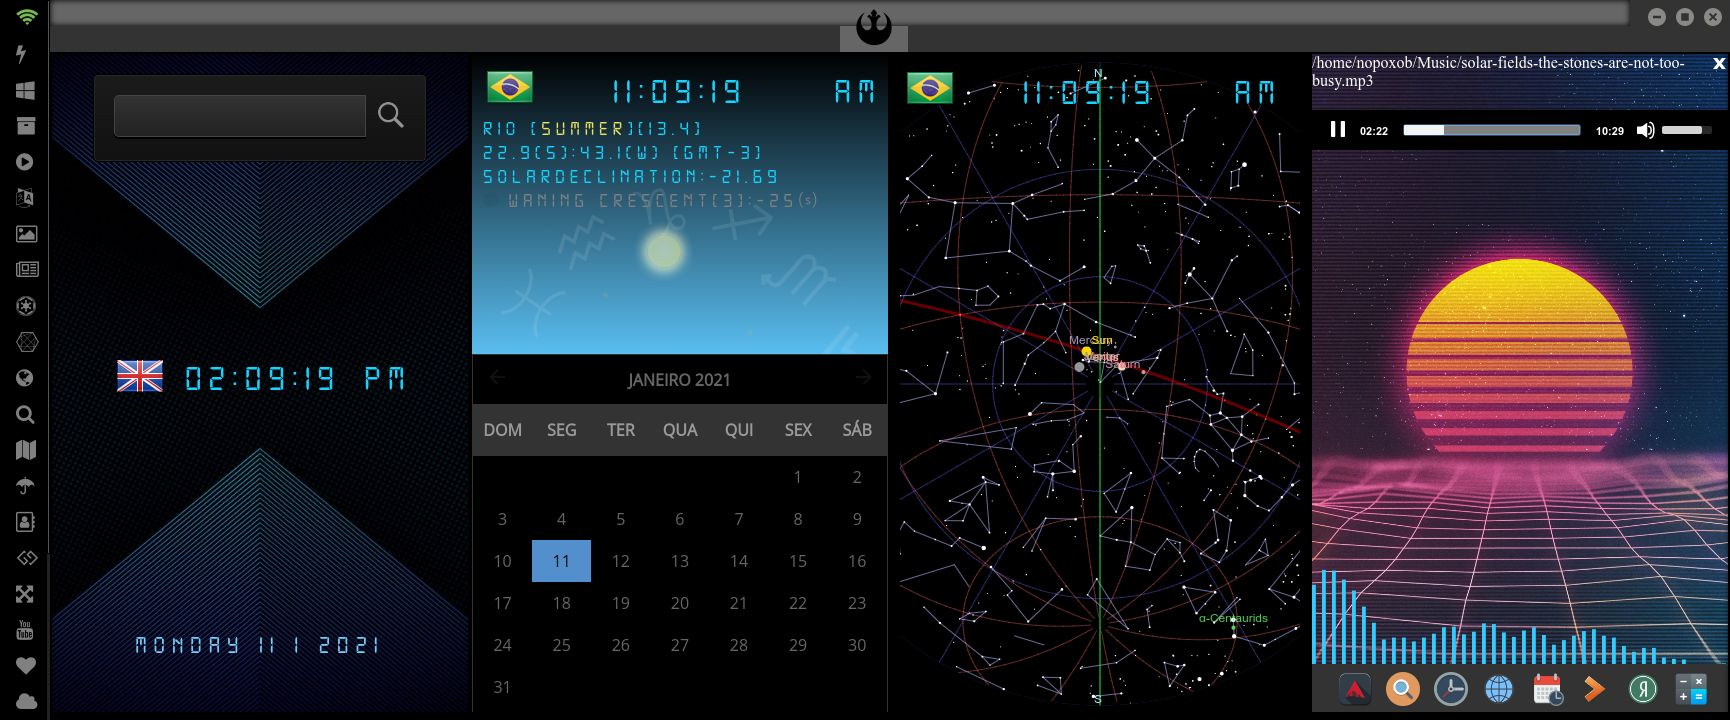 02:09:19 PM
MONDAY 11 1 2021
11:09:19 AM
RIO (SUMMER)(13.4)
22.9(S):43.1(W) (GMT-3)
SOLARDECLINATION:-21.69
WANING CRESCENT(3):-25(s)
JANEIRO 2021
DOM SEG TER QUA QUI SEX SÁB
1 2
3 4 5 6 7 8 9
10 11 12 13 14 15 16
17 18 19 20 21 22 23
24 25 26 27 28 29 30
31
N
11:09:19 AM
Mercury Sun
Venus
Saturn
α-Centaurids
S
/home/nopoxob/Music/solar-fields-the-stones-are-not-too-
busy.mp3
x
02:22 10:29
You
Tube
Я